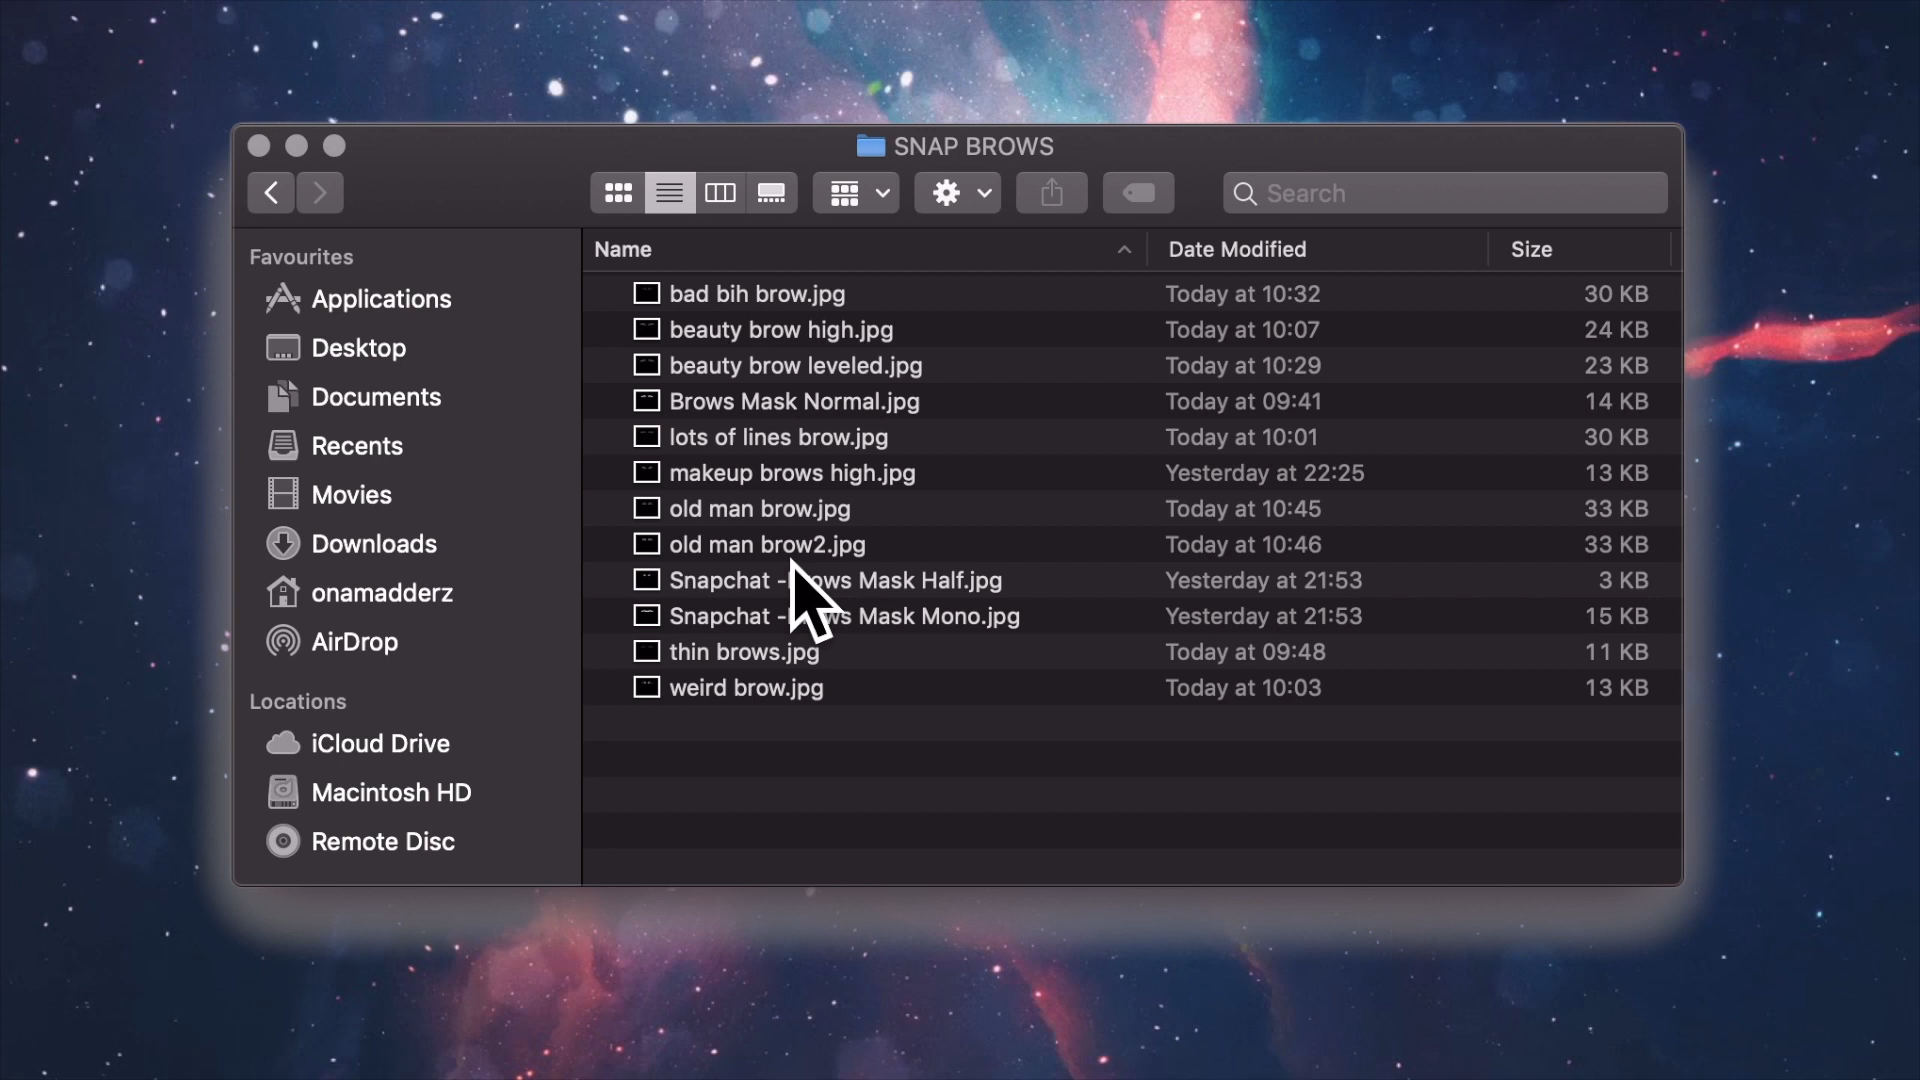 SNAP BROWS
Search
Favourites
Applications
Desktop
Documents
Recents
Movies
Downloads
onamadderz
AirDrop
Locations
iCloud Drive
Macintosh HD
Remote Disc
Name Date Modified Size
bad bih brow.jpg Today at 10:32 30 KB
beauty brow high.jpg Today at 10:07 24 KB
beauty brow leveled.jpg Today at 10:29 23 KB
Brows Mask Normal.jpg Today at 09:41 14 KB
lots of lines brow.jpg Today at 10:01 30 KB
makeup brows high.jpg Yesterday at 22:25 13 KB
old man brow.jpg Today at 10:45 33 KB
old man brow2.jpg Today at 10:46 33 KB
Snapchat - Mask Half.jpg Yesterday at 21:53 3 KB
Snapchat - Mask Mono.jpg Yesterday at 21:53 15 KB
thin brows.jpg Today at 09:48 11 KB
weird brow.jpg Today at 10:03 13 KB